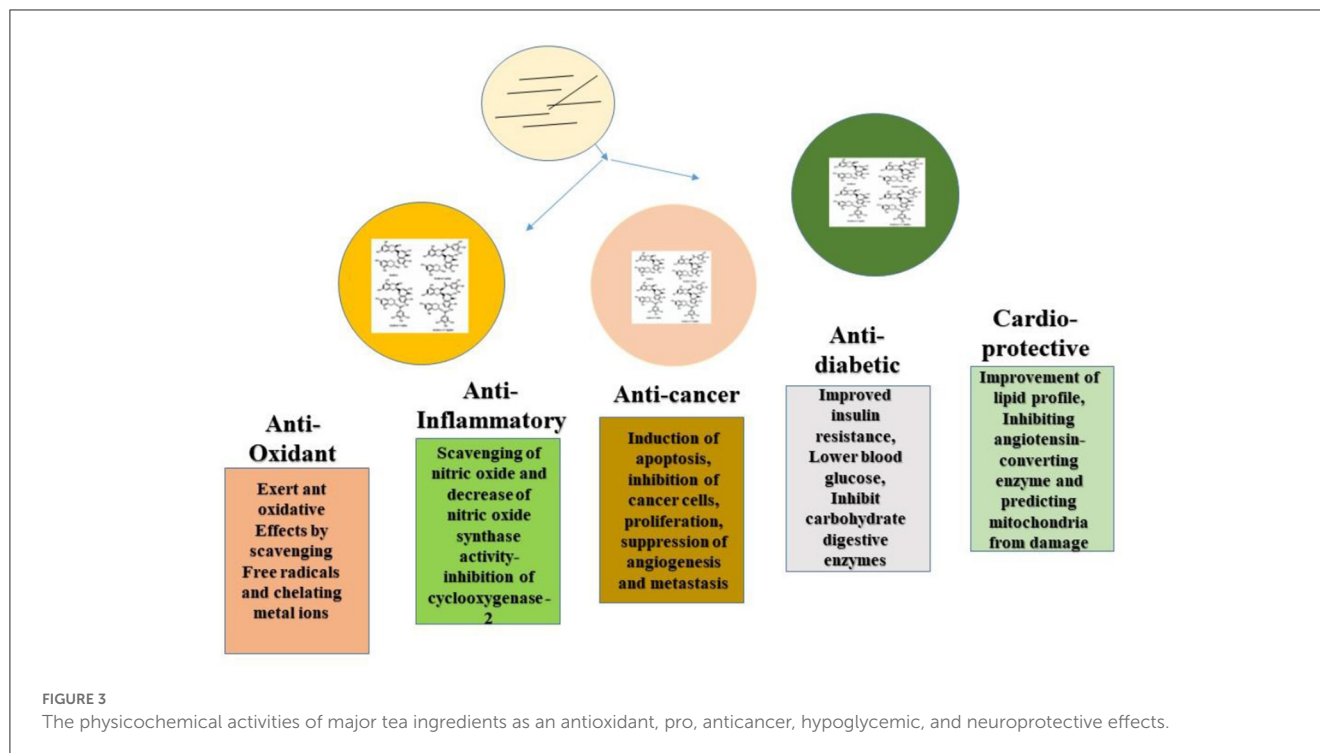 Anti-
Oxidant
Exert ant
oxidative
Effects by
scavenging
Free radicals
and chelating
metal ions
Anti-
Inflammatory
Scavenging of
nitric oxide and
decrease of
nitric oxide
synthase
activity-
inhibition of
cyclooxygenase-
2
Anti-cancer
Induction of
apoptosis,
inhibition of
cancer cells,
proliferation,
suppression of
angiogenesis
and metastasis
Anti-
diabetic
Improved
insulin
resistance,
Lower blood
glucose,
Inhibit
carbohydrate
digestive
enzymes
Cardio-
protective
Improvement of
lipid profile,
Inhibiting
angiotensin-
converting
enzyme and
predicting
mitochondria
from damage
FIGURE 3
The physicochemical activities of major tea ingredients as an antioxidant, pro, anticancer, hypoglycemic, and neuroprotective effects.